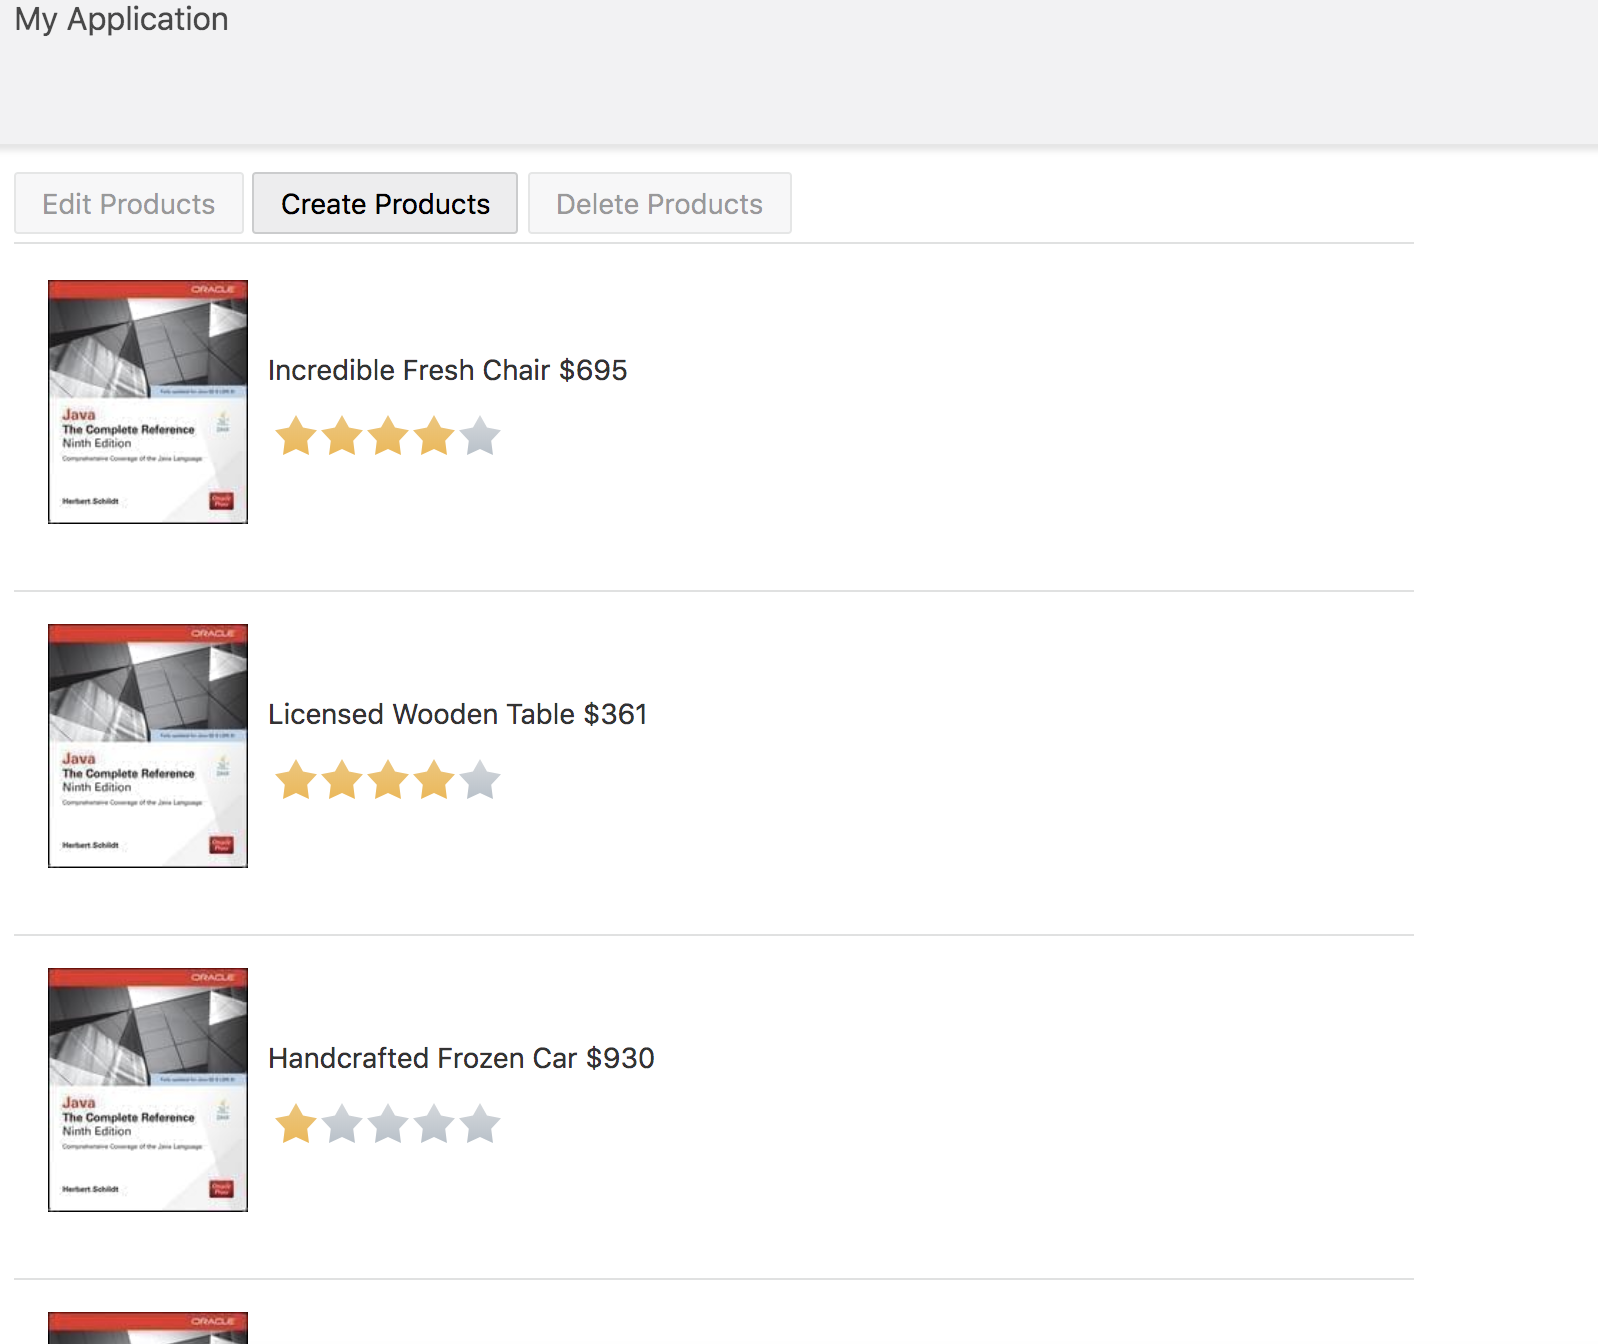 My Application
Edit Products
Create Products
Delete Products
ORACLE
Java
The Complete Reference
Ninth Edition
Comprehensive Coverage of the Java Language
Herbert Schildt
Incredible Fresh Chair $695
ORACLE
Java
The Complete Reference
Ninth Edition
Comprehensive Coverage of the Java Language
Herbert Schildt
Licensed Wooden Table $361
ORACLE
Java
The Complete Reference
Ninth Edition
Comprehensive Coverage of the Java Language
Herbert Schildt
Handcrafted Frozen Car $930
ORACLE